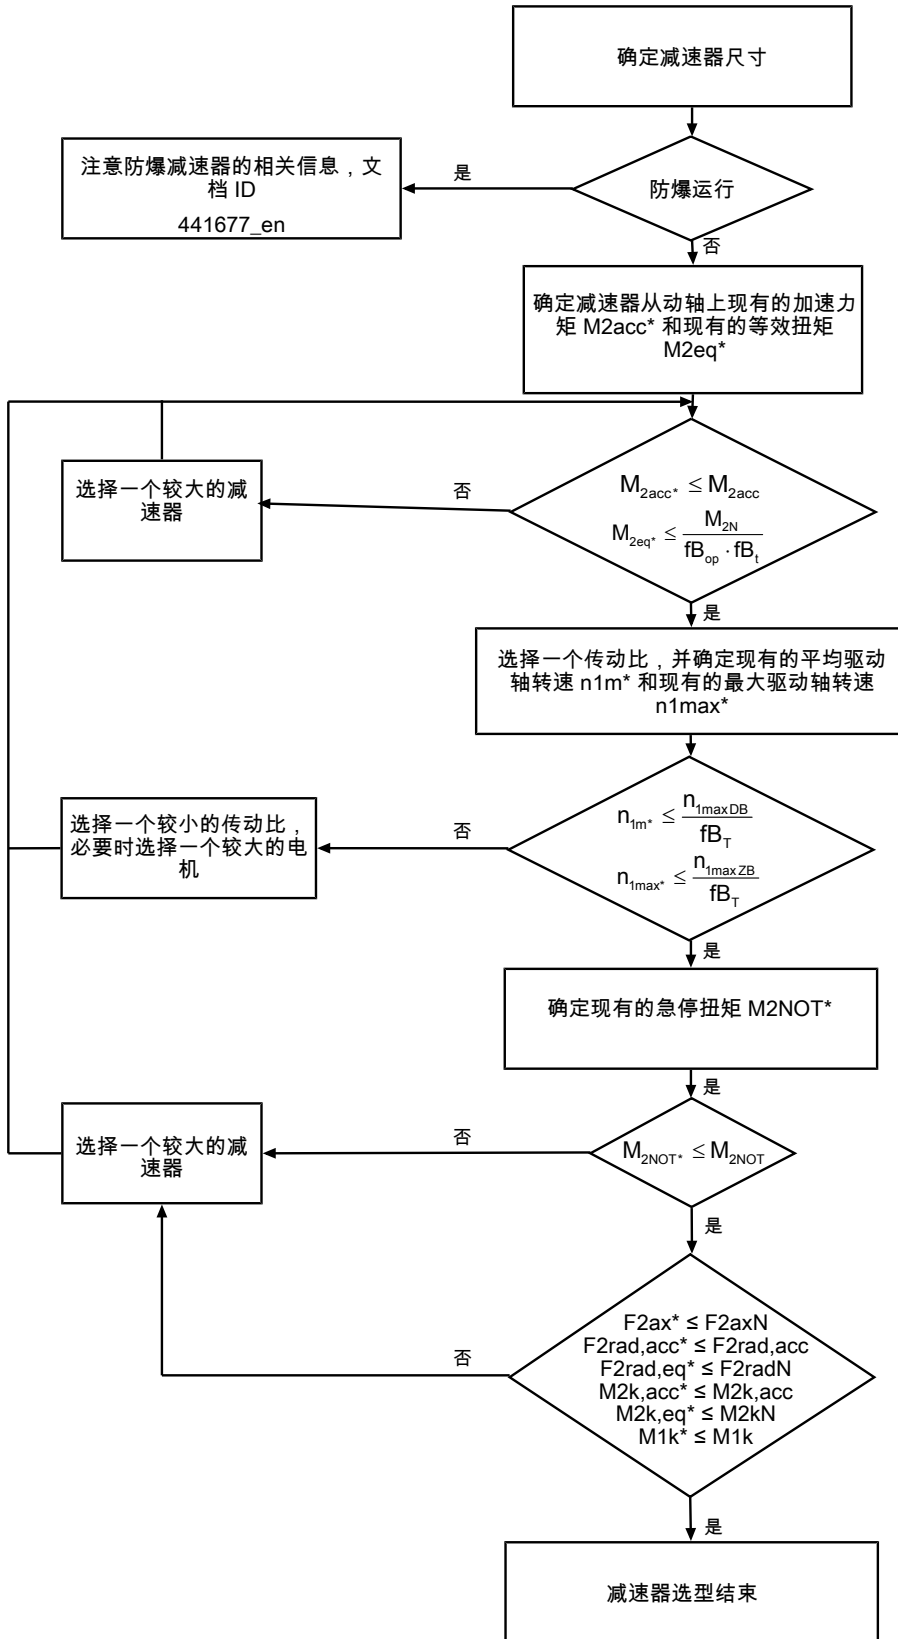 确定减速器尺寸
注意防爆减速器的相关信息，文
档 ID
441677_en
是
防爆运行
否
确定减速器从动轴上现有的加速力
矩 M2acc* 和现有的等效扭矩
M2eq*
选择一个较大的减
速器
否
M2acc* ≤ M2acc
M2eq* ≤ M2N / (fBop · fBt)
是
选择一个传动比，并确定现有的平均驱动
轴转速 n1m* 和现有的最大驱动轴转速
n1max*
选择一个较小的传动比，
必要时选择一个较大的电
机
否
n1m* ≤ n1maxDB / fBT
n1max* ≤ n1maxZB / fBT
是
确定现有的急停扭矩 M2NOT*
是
选择一个较大的减
速器
否
M2NOT* ≤ M2NOT
是
否
F2ax* ≤ F2axN
F2rad,acc* ≤ F2rad,acc
F2rad,eq* ≤ F2radN
M2k,acc* ≤ M2k,acc
M2k,eq* ≤ M2kN
M1k* ≤ M1k
是
减速器选型结束